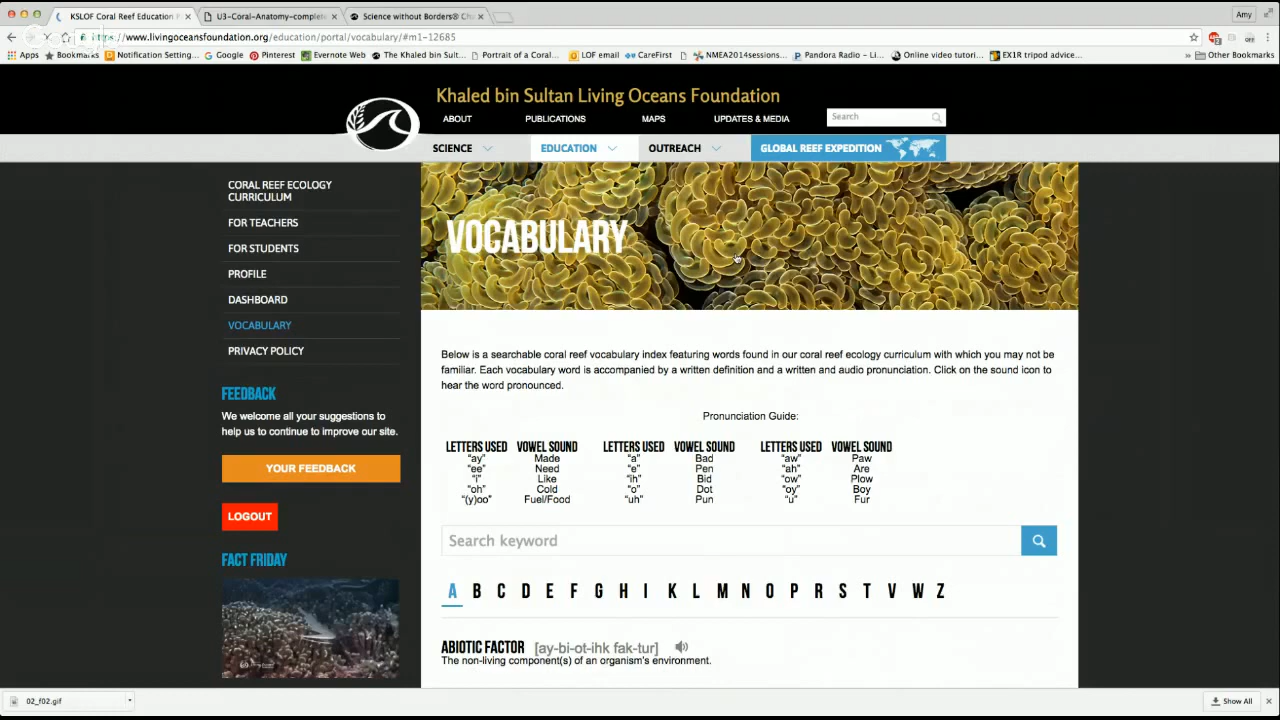 KSLOF Coral Reef Education P
U3-Coral-Anatomy-complete
Science without Borders® Cha
Amy
https://www.livingoceansfoundation.org/education/portal/vocabulary/#m1-12685
Apps
Bookmarks
Notification Setting...
Google
Pinterest
Evernote Web
The Khaled bin Sult...
Portrait of a Coral...
LOF email
CareFirst
NMEA2014sessions...
Pandora Radio - Li...
Online video tutori...
EX1R tripod advice...
» Other Bookmarks
Khaled bin Sultan Living Oceans Foundation
ABOUT
PUBLICATIONS
MAPS
UPDATES & MEDIA
Search
SCIENCE
EDUCATION
OUTREACH
GLOBAL REEF EXPEDITION
CORAL REEF ECOLOGY
CURRICULUM
FOR TEACHERS
FOR STUDENTS
PROFILE
DASHBOARD
VOCABULARY
PRIVACY POLICY
FEEDBACK
We welcome all your suggestions to
help us to continue to improve our site.
YOUR FEEDBACK
LOGOUT
FACT FRIDAY
VOCABULARY
Below is a searchable coral reef vocabulary index featuring words found in our coral reef ecology curriculum with which you may not be
familiar. Each vocabulary word is accompanied by a written definition and a written and audio pronunciation. Click on the sound icon to
hear the word pronounced.
Pronunciation Guide:
LETTERS USED VOWEL SOUND LETTERS USED VOWEL SOUND LETTERS USED VOWEL SOUND
"ay" Made "a" Bad "aw" Paw
"ee" Need "e" Pen "ah" Are
"i" Like "ih" Bid "ow" Plow
"oh" Cold "o" Dot "oy" Boy
"(y)oo" Fuel/Food "uh" Pun "u" Fur
Search keyword
A B C D E F G H I K L M N O P R S T V W Z
ABIOTIC FACTOR [ay-bi-ot-ihk fak-tur]
The non-living component(s) of an organism's environment.
02_f02.gif
Show All